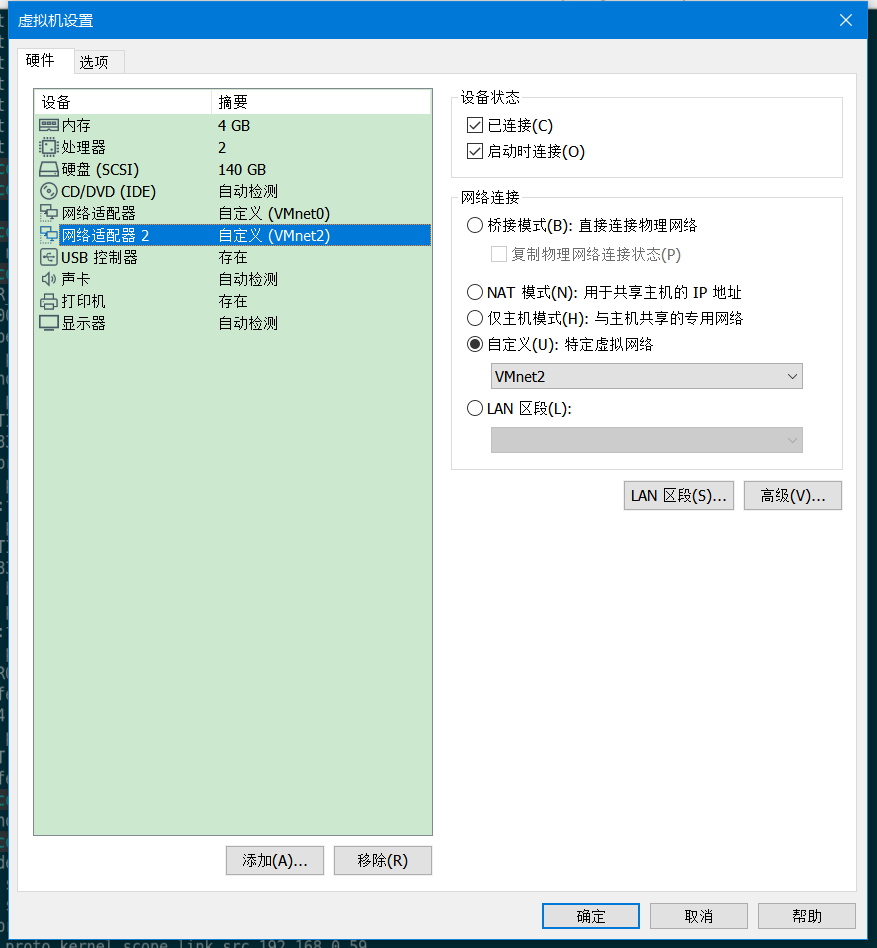 虚拟机设置
硬件 选项
设备 摘要
内存 4 GB
处理器 2
硬盘 (SCSI) 140 GB
CD/DVD (IDE) 自动检测
网络适配器 自定义 (VMnet0)
网络适配器 2 自定义 (VMnet2)
USB 控制器 存在
声卡 自动检测
打印机 存在
显示器 自动检测
添加(A)... 移除(R)
设备状态
已连接(C)
启动时连接(O)
网络连接
桥接模式(B): 直接连接物理网络
复制物理网络连接状态(P)
NAT 模式(N): 用于共享主机的 IP 地址
仅主机模式(H): 与主机共享的专用网络
自定义(U): 特定虚拟网络
VMnet2
LAN 区段(L):
LAN 区段(S)... 高级(V)...
确定 取消 帮助
proto kernel scope link src 192.168.0.59